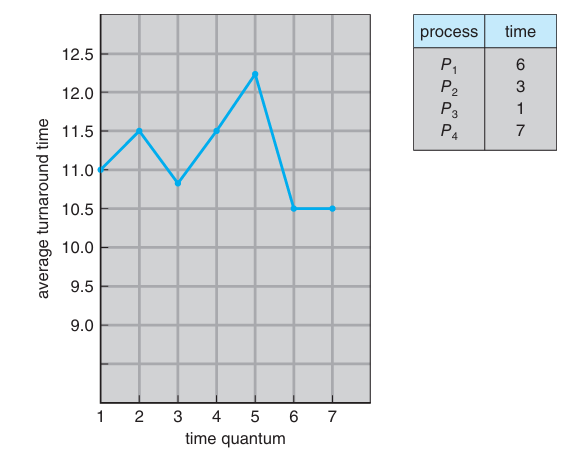 12.5
12.0
11.5
11.0
10.5
10.0
9.5
9.0
average turnaround time
1 2 3 4 5 6 7
time quantum
process time
P1 6
P2 3
P3 1
P4 7